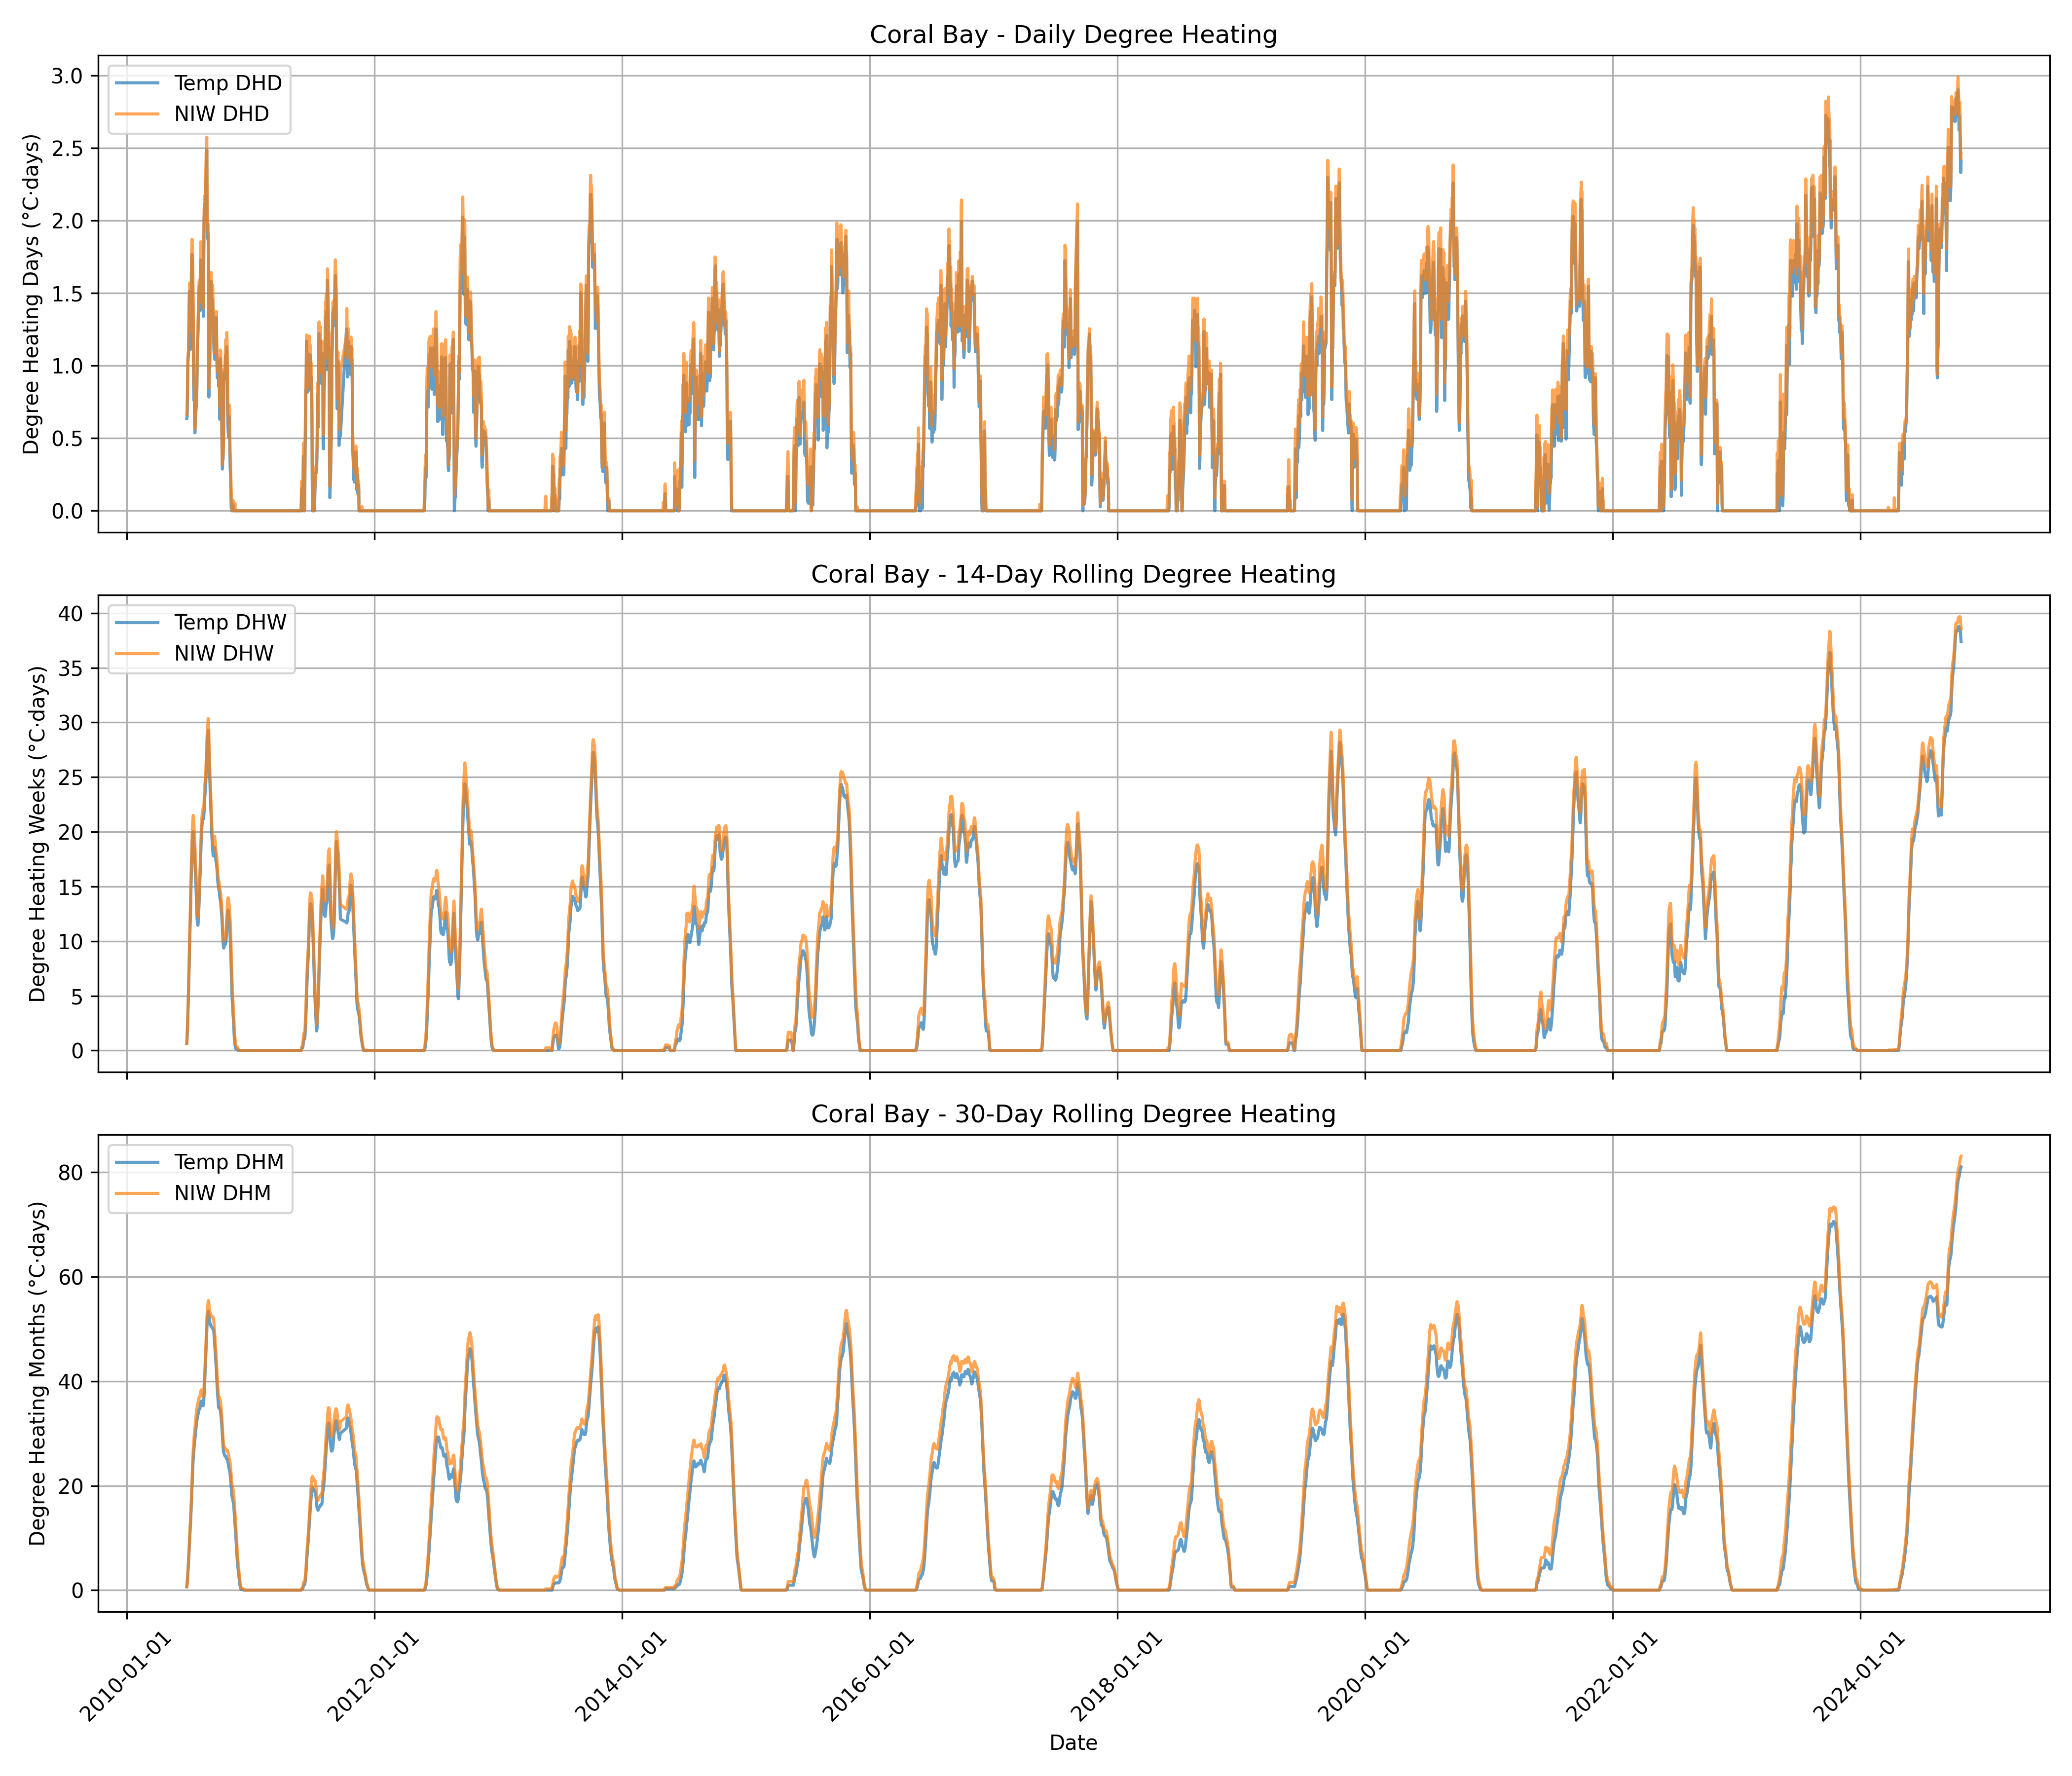 Coral Bay - Daily Degree Heating
Degree Heating Days (°C·days)
3.0
2.5
2.0
1.5
1.0
0.5
0.0
Temp DHD
NIW DHD
Coral Bay - 14-Day Rolling Degree Heating
Degree Heating Weeks (°C·days)
40
35
30
25
20
15
10
5
0
Temp DHW
NIW DHW
Coral Bay - 30-Day Rolling Degree Heating
Degree Heating Months (°C·days)
80
60
40
20
0
Temp DHM
NIW DHM
2010-01-01
2012-01-01
2014-01-01
2016-01-01
2018-01-01
2020-01-01
2022-01-01
2024-01-01
Date